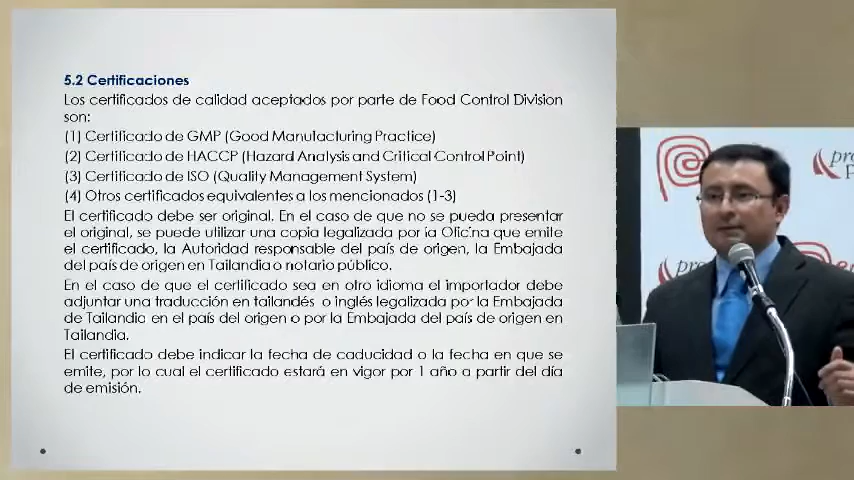 5.2 Certificaciones
Los certificados de calidad aceptados por parte de Food Control Division
son:
(1) Certificado de GMP (Good Manufacturing Practice)
(2) Certificado de HACCP (Hazard Analysis and Critical Control Point)
(3) Certificado de ISO (Quality Management System)
(4) Otros certificados equivalentes a los mencionados (1-3)
El certificado debe ser original. En el caso de que no se pueda presentar
el original, se puede utilizar una copia legalizada por la Oficina que emite
el certificado, la Autoridad responsable del país de origen, la Embajada
del país de origen en Tailandia o notario público.
En el caso de que el certificado sea en otro idioma el importador debe
adjuntar una traducción en tailandés o inglés legalizada por la Embajada
de Tailandia en el país del origen o por la Embajada del país de origen en
Tailandia.
El certificado debe indicar la fecha de caducidad o la fecha en que se
emite, por lo cual el certificado estará en vigor por 1 año a partir del día
de emisión.
pro
P
pro